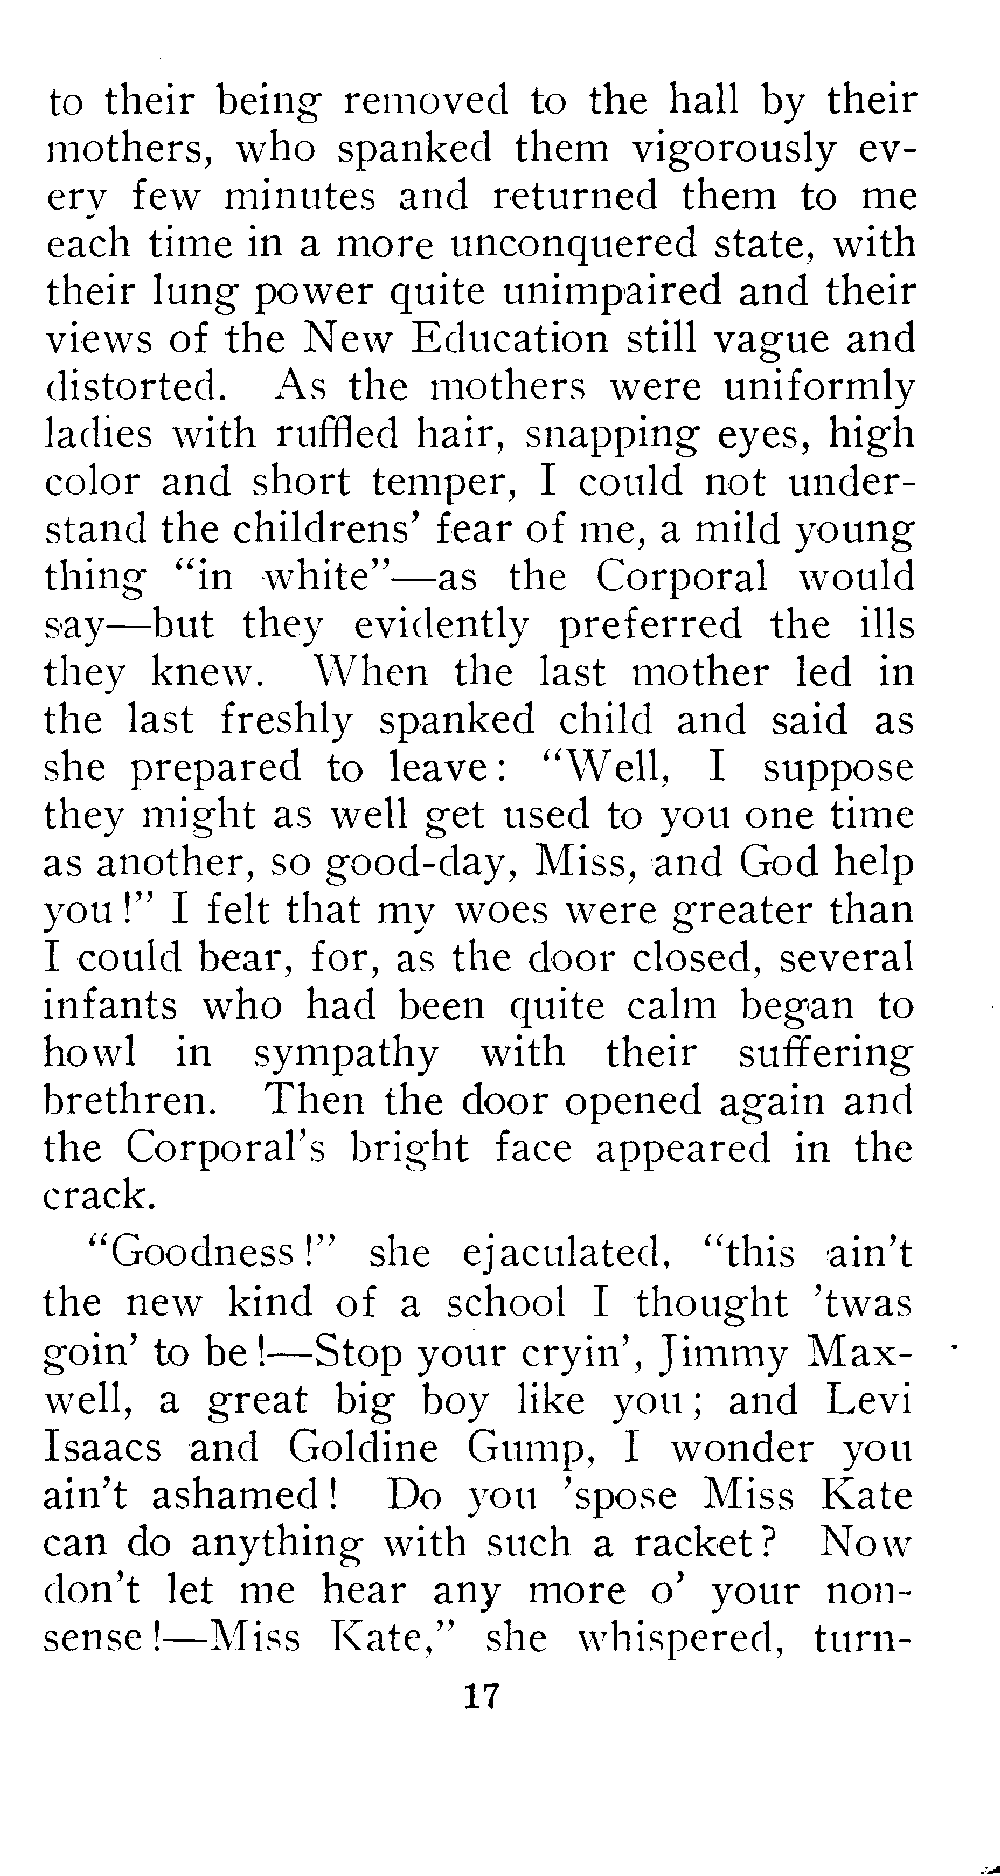 to their being removed to the hall by their
mothers, who spanked them vigorously ev-
ery few minutes and returned them to me
each time in a more unconquered state, with
their lung power quite unimpaired and their
views of the New Education still vague and
distorted. As the mothers were uniformly
ladies with ruffled hair, snapping eyes, high
color and short temper, I could not under-
stand the childrens' fear of me, a mild young
thing “in white”—as the Corporal would
say—but they evidently preferred the ills
they knew. When the last mother led in
the last freshly spanked child and said as
she prepared to leave: “Well, I suppose
they might as well get used to you one time
as another, so good-day, Miss, and God help
you!” I felt that my woes were greater than
I could bear, for, as the door closed, several
infants who had been quite calm began to
howl in sympathy with their suffering
brethren. Then the door opened again and
the Corporal's bright face appeared in the
crack.
“Goodness!” she ejaculated, “this ain't
the new kind of a school I thought 'twas
goin' to be!—Stop your cryin', Jimmy Max-
well, a great big boy like you; and Levi
Isaacs and Goldine Gump, I wonder you
ain't ashamed! Do you 'spose Miss Kate
can do anything with such a racket? Now
don't let me hear any more o' your non-
sense!—Miss Kate,” she whispered, turn-
17